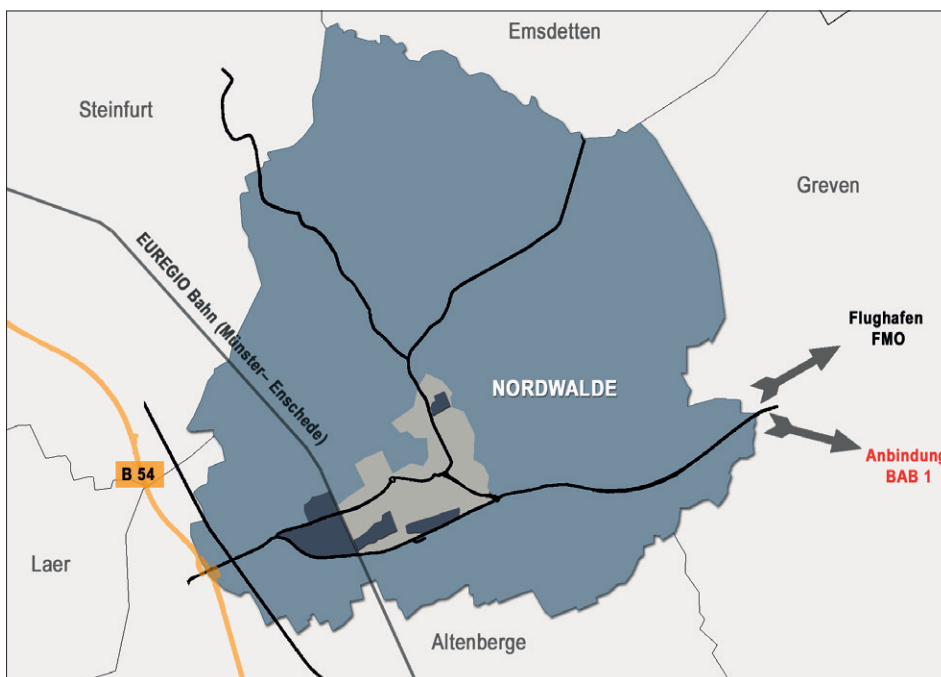 Emsdetten
Steinfurt
Greven
EUREGIO Bahn (Münster– Enschede)
Flughafen
FMO
NORDWALDE
B 54
Anbindung
BAB 1
Laer
Altenberge